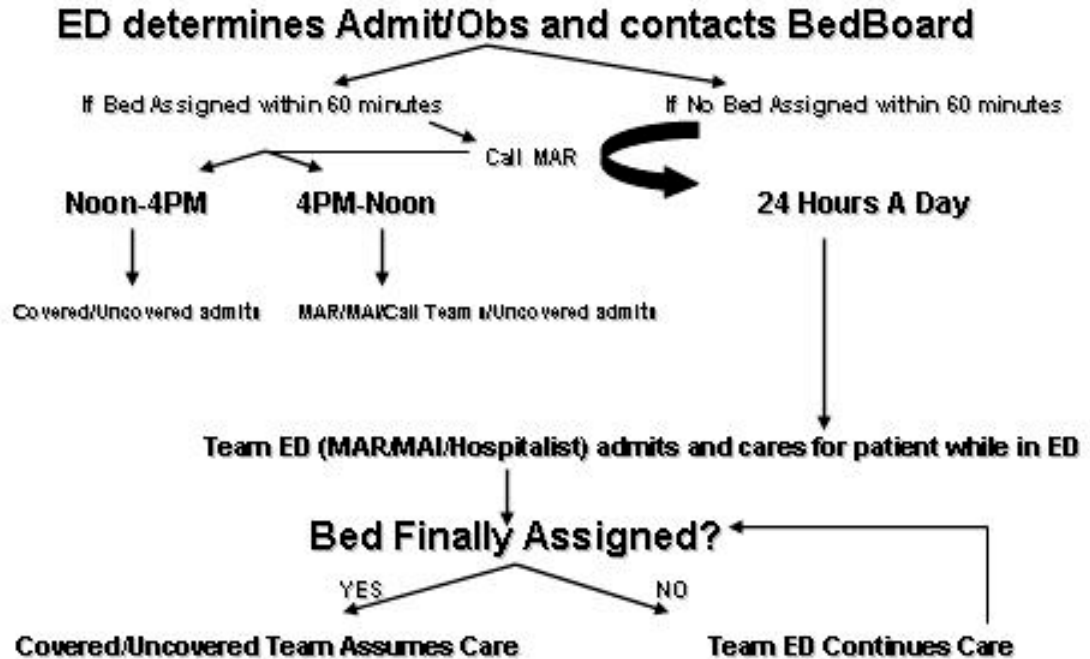 ED determines Admit/Obs and contacts BedBoard
If Bed Assigned within 60 minutes
If No Bed Assigned within 60 minutes
Call MAR
Noon-4PM
4PM-Noon
24 Hours A Day
Covered/Uncovered admits
MAR/MAI/Call Team s/Uncovered admits
Team ED (MAR/MAI/Hospitalist) admits and cares for patient while in ED
Bed Finally Assigned?
YES
NO
Covered/Uncovered Team Assumes Care
Team ED Continues Care